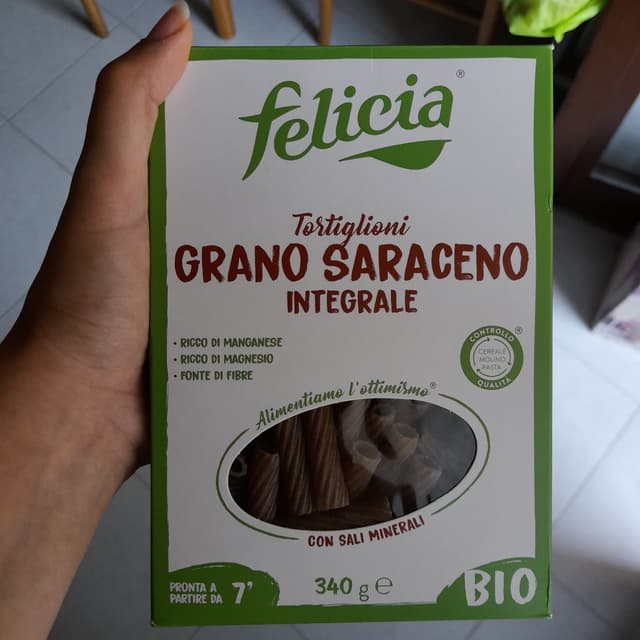 felicia®
Tortiglioni
GRANO SARACENO
INTEGRALE
• RICCO DI MANGANESE
• RICCO DI MAGNESIO
• FONTE DI FIBRE
CONTROLLO ®
CEREALE
MOLINO
PASTA
QUALITÀ
Alimentiamo l'ottimismo®
CON SALI MINERALI
PRONTA A
PARTIRE DA 7'
340 g ℮
BIO